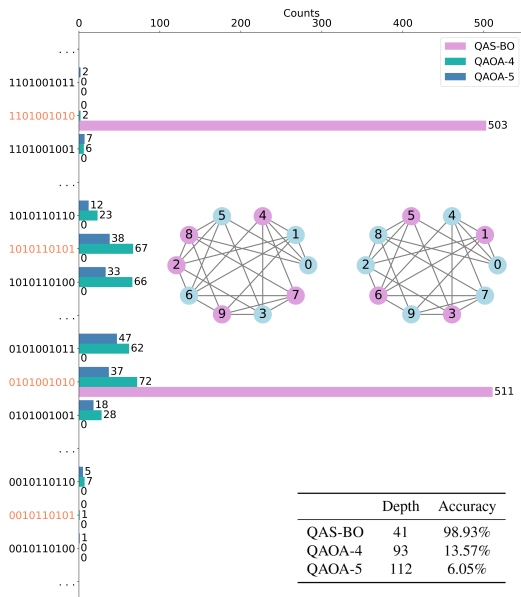 Counts
0 100 200 300 400 500
QAS-BO
QAOA-4
QAOA-5
...
1101001011 2 0 0
1101001010 0 2 503
1101001001 7 6 0
...
1010110110 12 23 0
1010110101 38 67 0
1010110100 33 66 0
...
0101001011 47 62 0
0101001010 37 72 511
0101001001 18 28 0
...
0010110110 5 7 0
0010110101 0 1 0
0010110100 1 0 0
...
5 4 8 1 2 0 6 7 9 3
5 4 8 1 2 0 6 7 9 3
Depth Accuracy
QAS-BO 41 98.93%
QAOA-4 93 13.57%
QAOA-5 112 6.05%